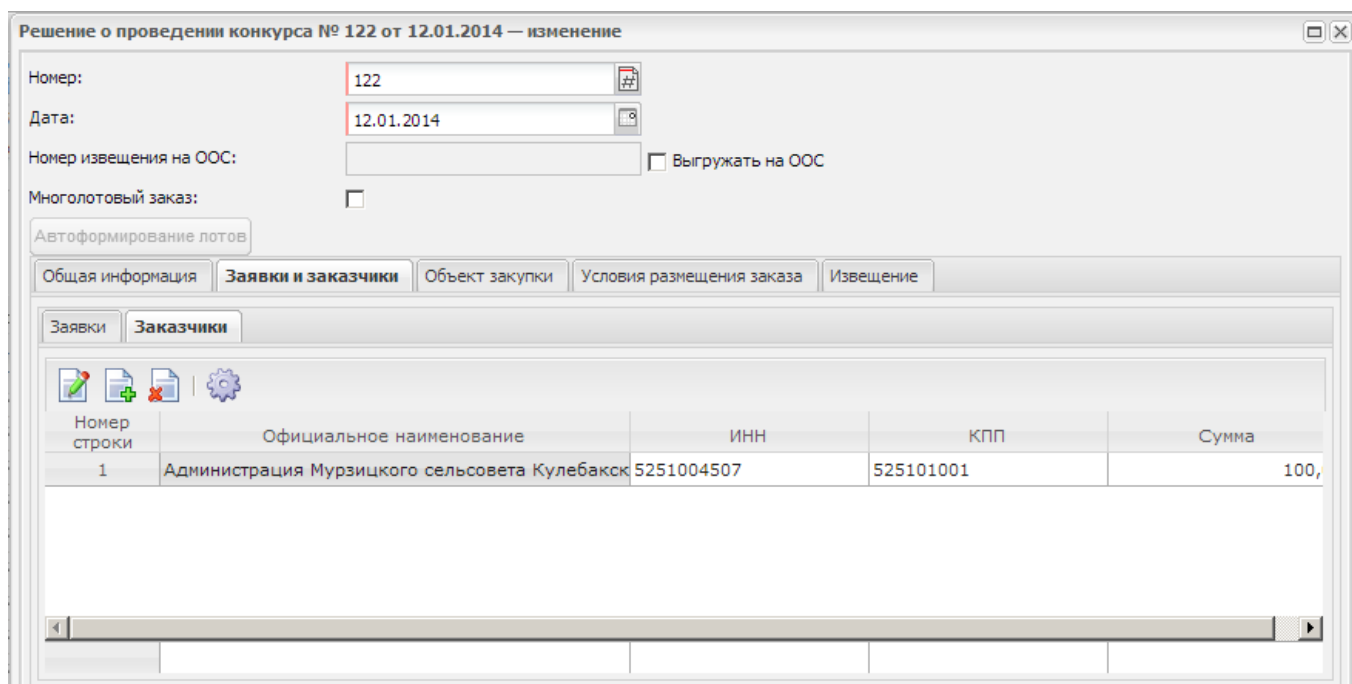 Решение о проведении конкурса № 122 от 12.01.2014 — изменение
Номер: 122
Дата: 12.01.2014
Номер извещения на ООС: Выгружать на ООС
Многолотовый заказ:
Автоформирование лотов
Общая информация Заявки и заказчики Объект закупки Условия размещения заказа Извещение
Заявки Заказчики
Номер строки Официальное наименование ИНН КПП Сумма
1 Администрация Мурзицкого сельсовета Кулебакск 5251004507 525101001 100,